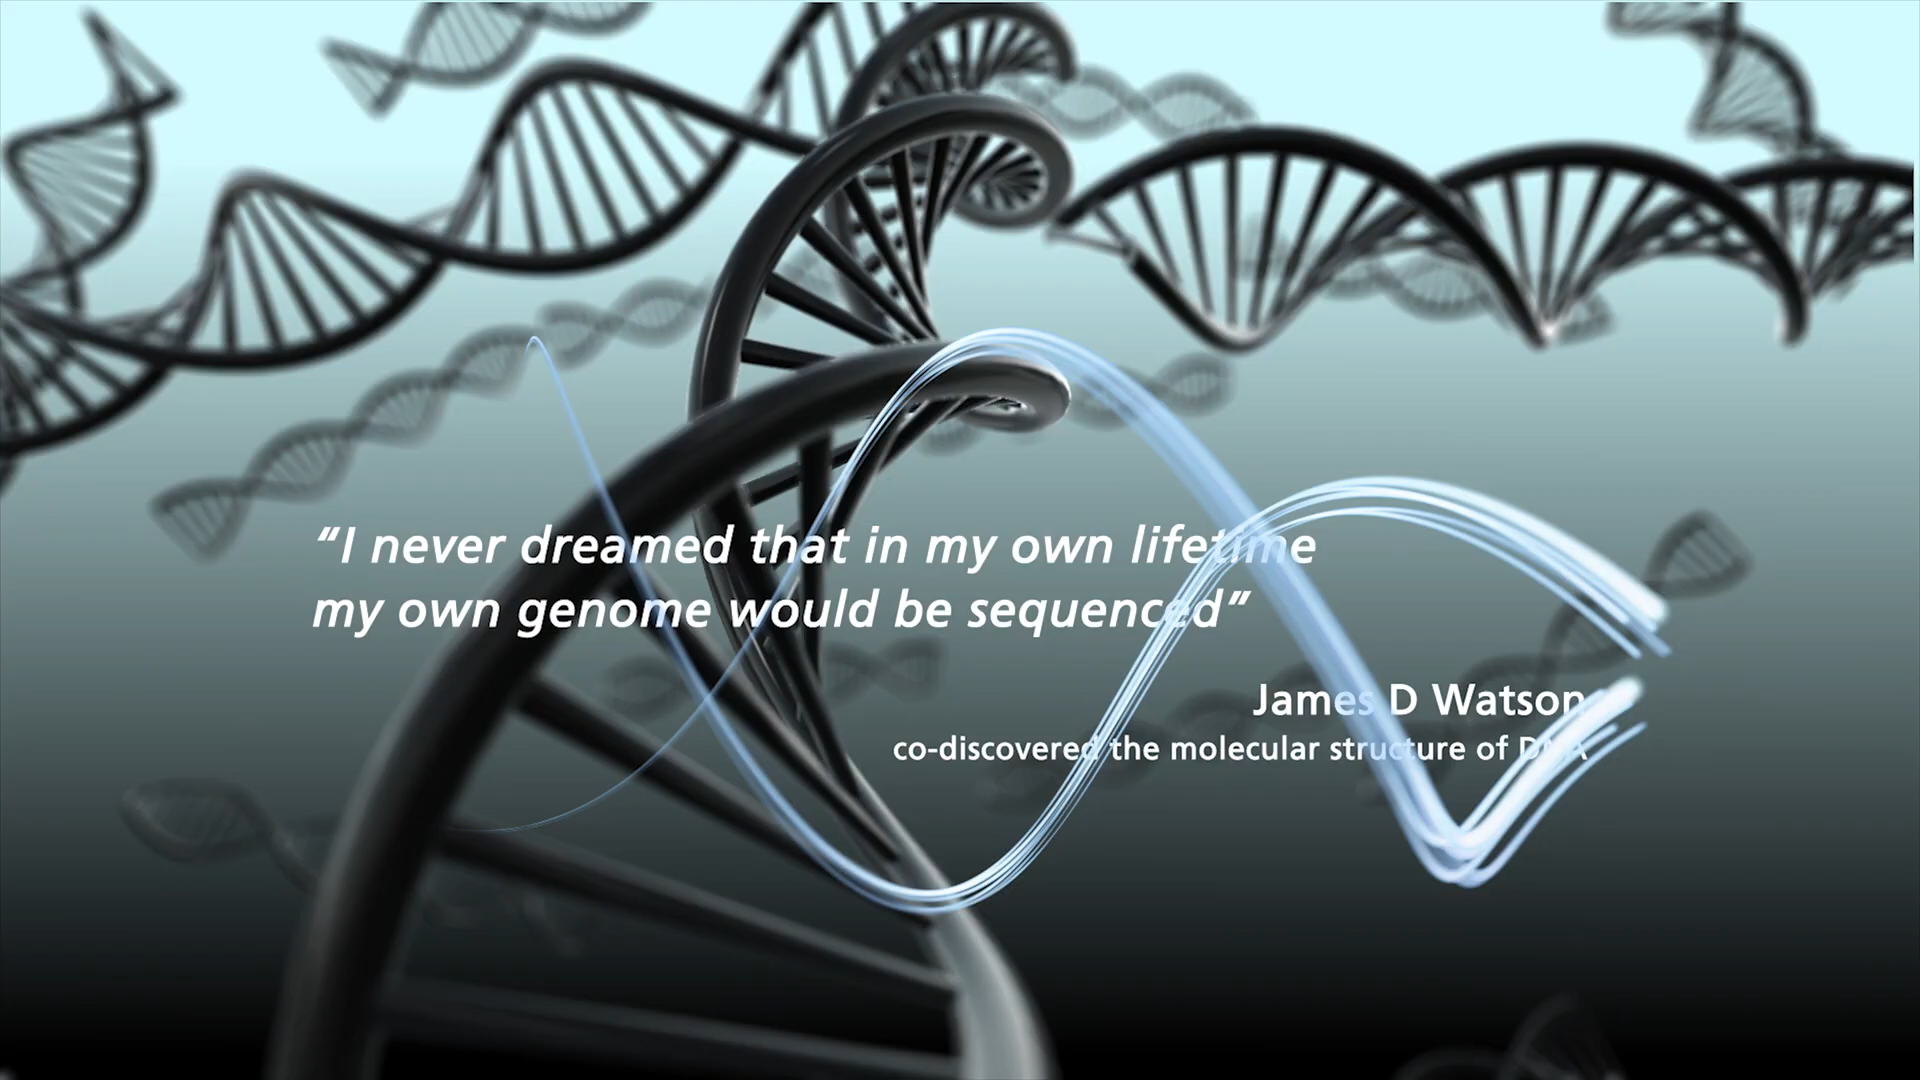 “I never dreamed that in my own lifetime
my own genome would be sequenced”
James D Watson
co-discovered the molecular structure of DNA